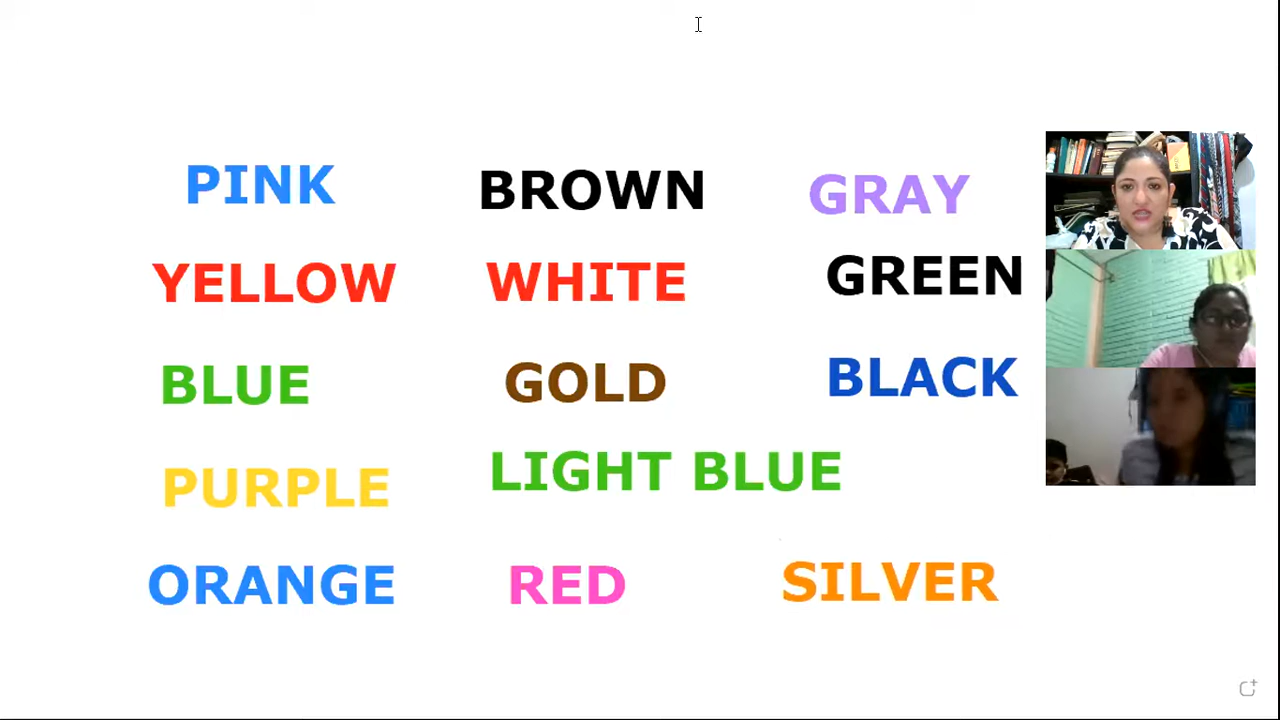 PINK BROWN GRAY
YELLOW WHITE GREEN
BLUE GOLD BLACK
PURPLE LIGHT BLUE
ORANGE RED SILVER